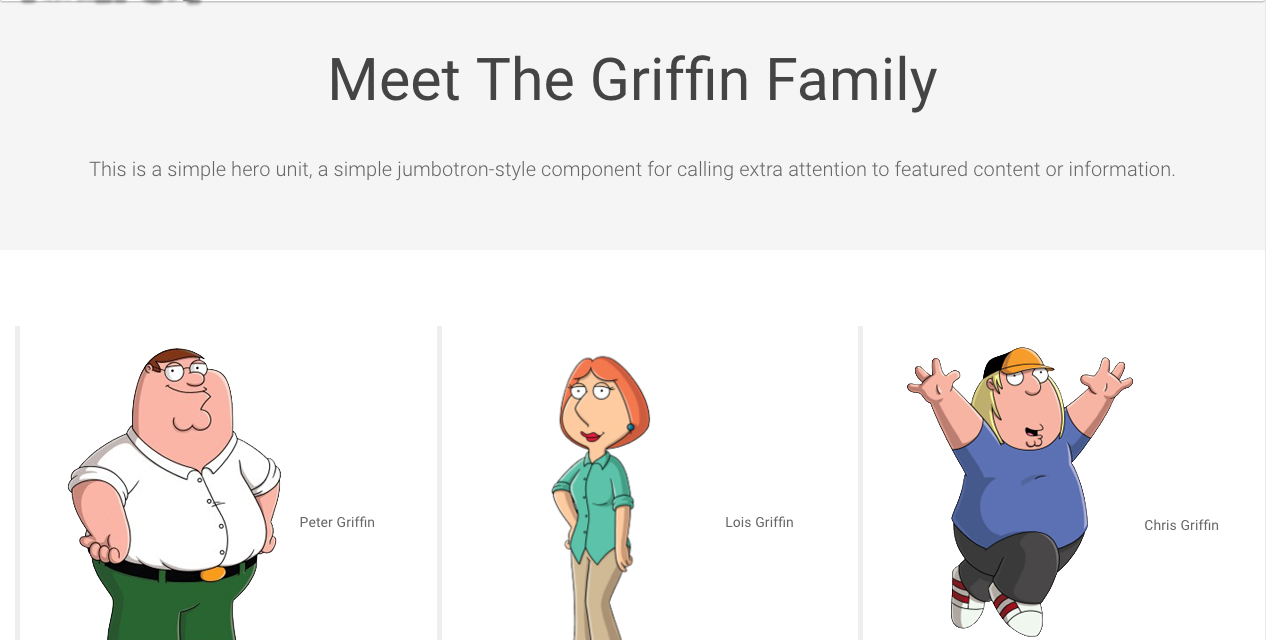 Meet The Griffin Family
This is a simple hero unit, a simple jumbotron-style component for calling extra attention to featured content or information.
Peter Griffin
Lois Griffin
Chris Griffin